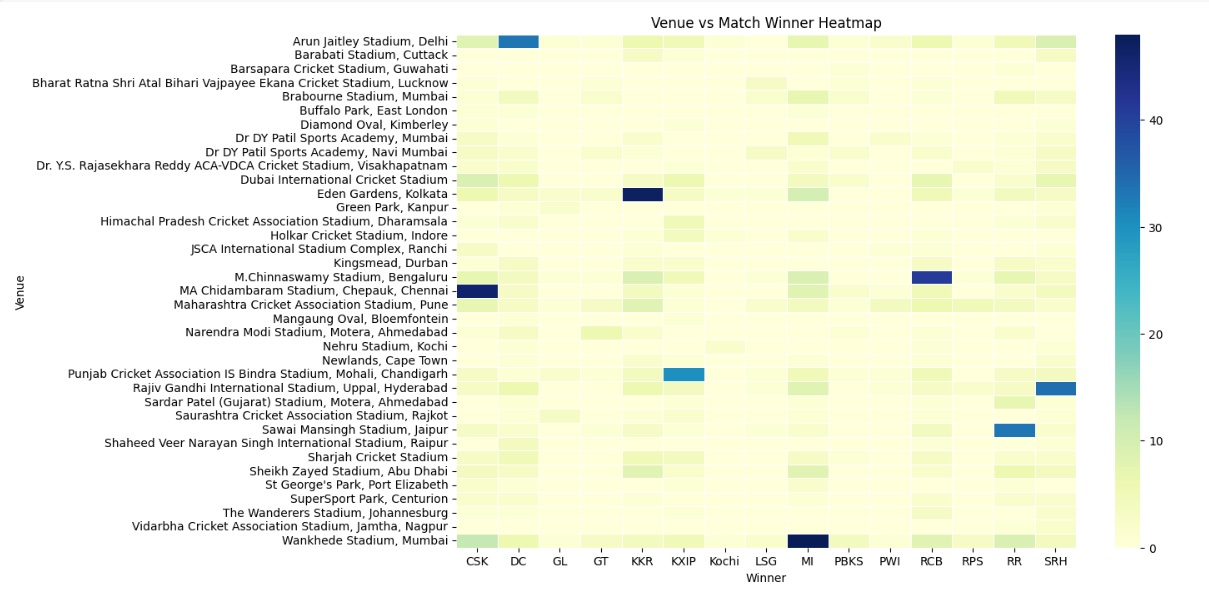 Venue vs Match Winner Heatmap
Arun Jaitley Stadium, Delhi
Barabati Stadium, Cuttack
Barsapara Cricket Stadium, Guwahati
Bharat Ratna Shri Atal Bihari Vajpayee Ekana Cricket Stadium, Lucknow
Brabourne Stadium, Mumbai
Buffalo Park, East London
Diamond Oval, Kimberley
Dr DY Patil Sports Academy, Mumbai
Dr DY Patil Sports Academy, Navi Mumbai
Dr. Y.S. Rajasekhara Reddy ACA-VDCA Cricket Stadium, Visakhapatnam
Dubai International Cricket Stadium
Eden Gardens, Kolkata
Green Park, Kanpur
Himachal Pradesh Cricket Association Stadium, Dharamsala
Holkar Cricket Stadium, Indore
JSCA International Stadium Complex, Ranchi
Kingsmead, Durban
M.Chinnaswamy Stadium, Bengaluru
MA Chidambaram Stadium, Chepauk, Chennai
Maharashtra Cricket Association Stadium, Pune
Mangaung Oval, Bloemfontein
Narendra Modi Stadium, Motera, Ahmedabad
Nehru Stadium, Kochi
Newlands, Cape Town
Punjab Cricket Association IS Bindra Stadium, Mohali, Chandigarh
Rajiv Gandhi International Stadium, Uppal, Hyderabad
Sardar Patel (Gujarat) Stadium, Motera, Ahmedabad
Saurashtra Cricket Association Stadium, Rajkot
Sawai Mansingh Stadium, Jaipur
Shaheed Veer Narayan Singh International Stadium, Raipur
Sharjah Cricket Stadium
Sheikh Zayed Stadium, Abu Dhabi
St George's Park, Port Elizabeth
SuperSport Park, Centurion
The Wanderers Stadium, Johannesburg
Vidarbha Cricket Association Stadium, Jamtha, Nagpur
Wankhede Stadium, Mumbai
Venue
CSK DC GL GT KKR KXIP Kochi LSG MI PBKS PWI RCB RPS RR SRH
Winner
40
30
20
10
0